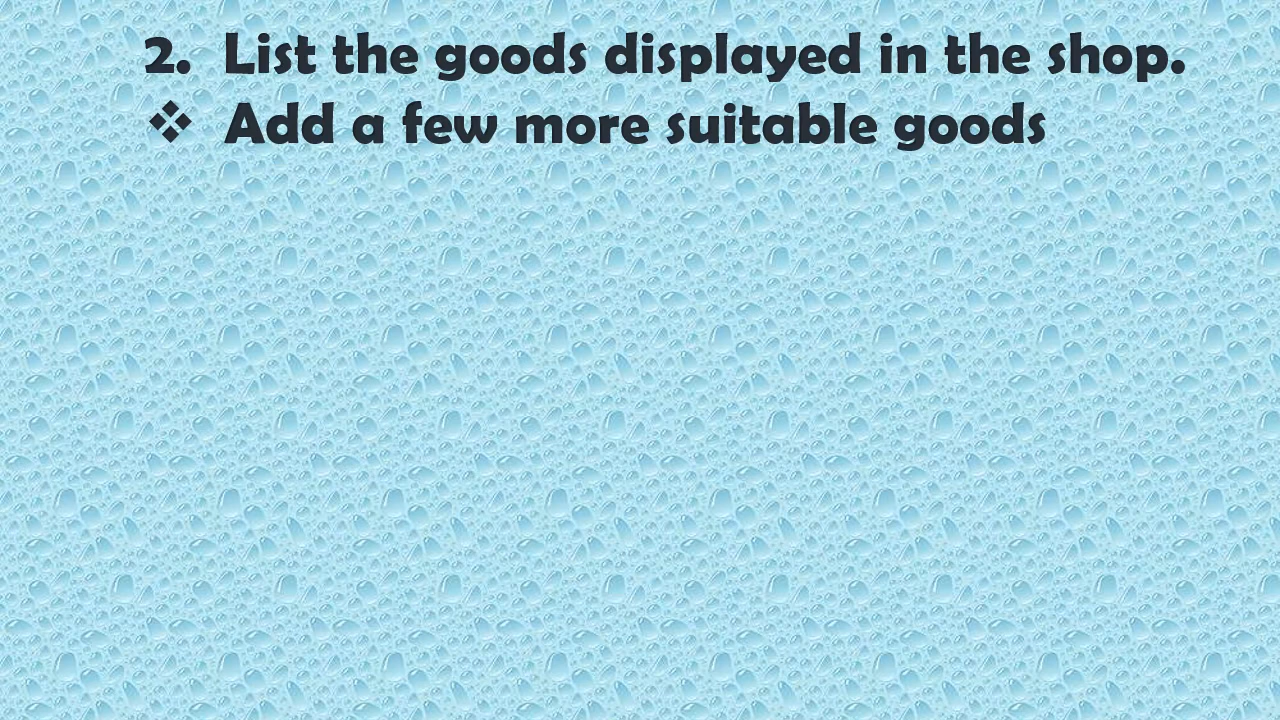 2. List the goods displayed in the shop.
❖ Add a few more suitable goods